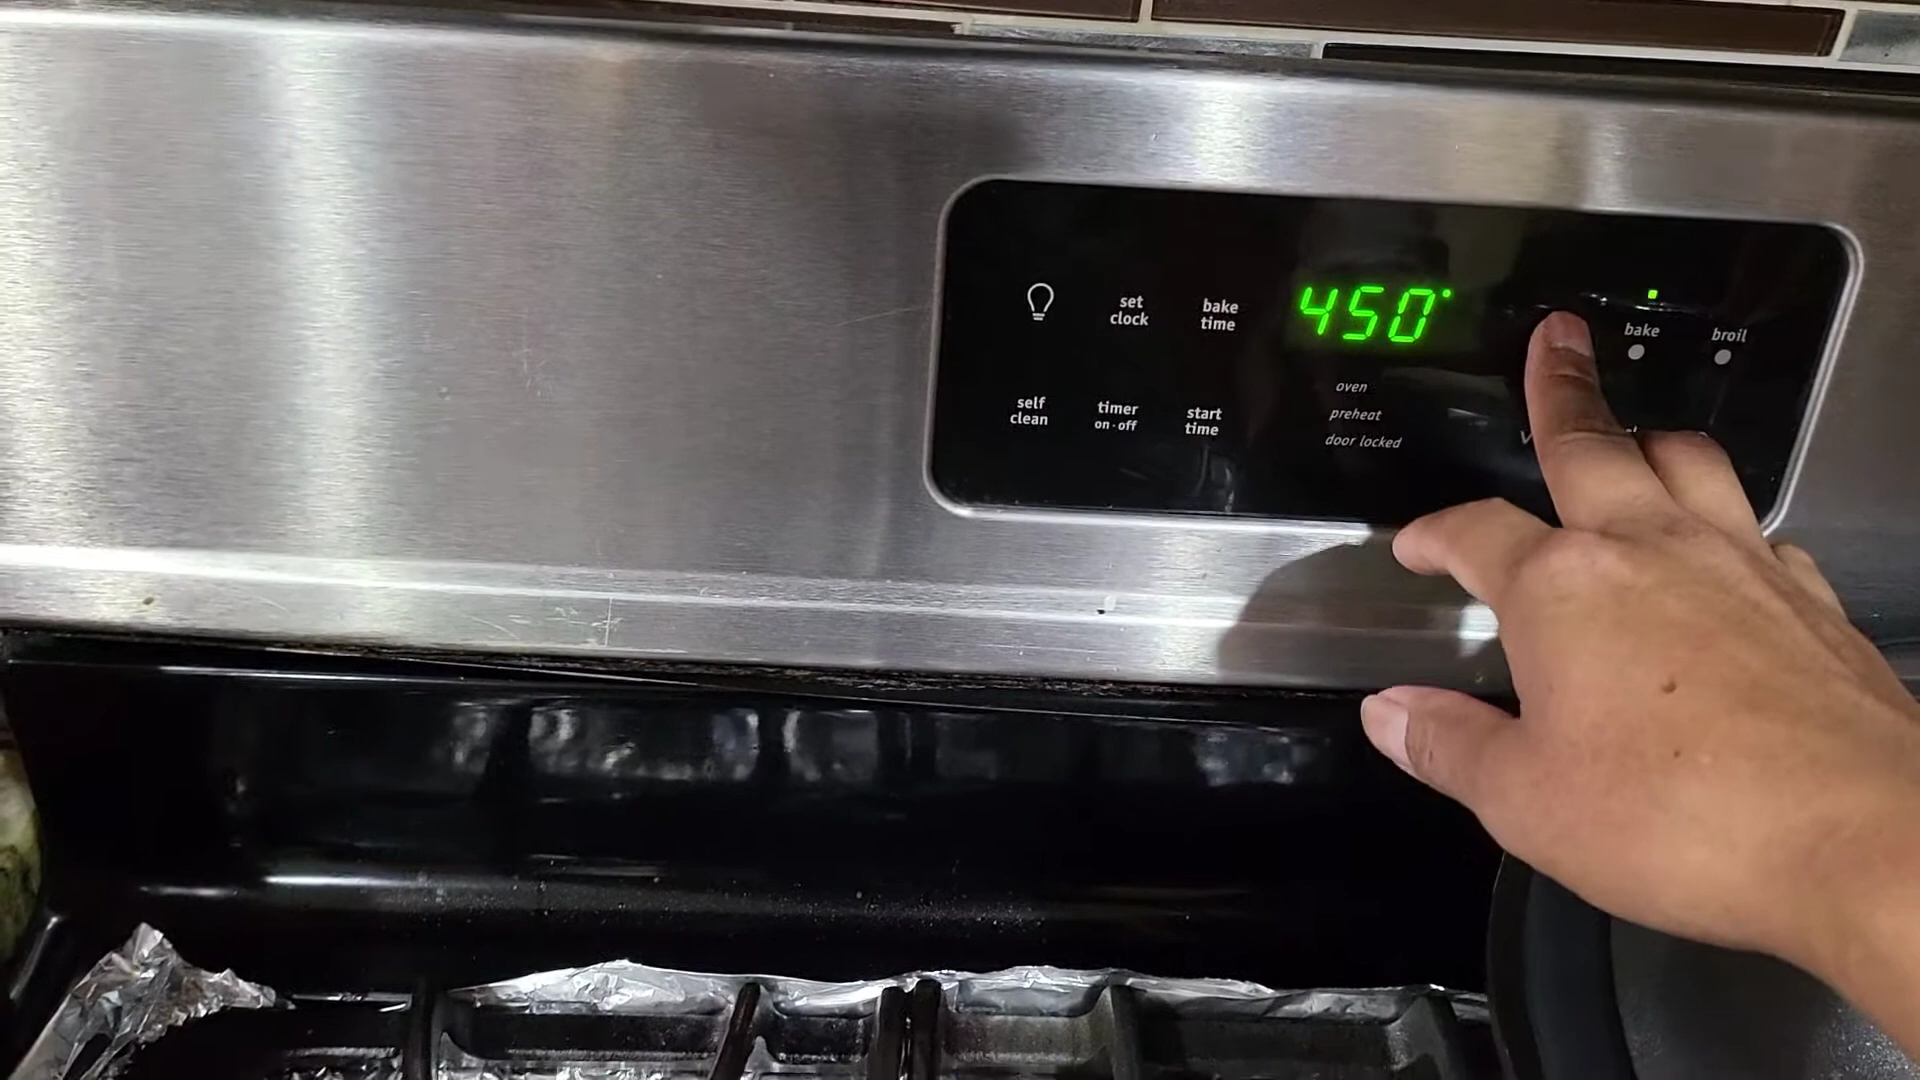 set
clock
bake
time
450°
bake
broil
self
clean
timer
on·off
start
time
oven
preheat
door locked